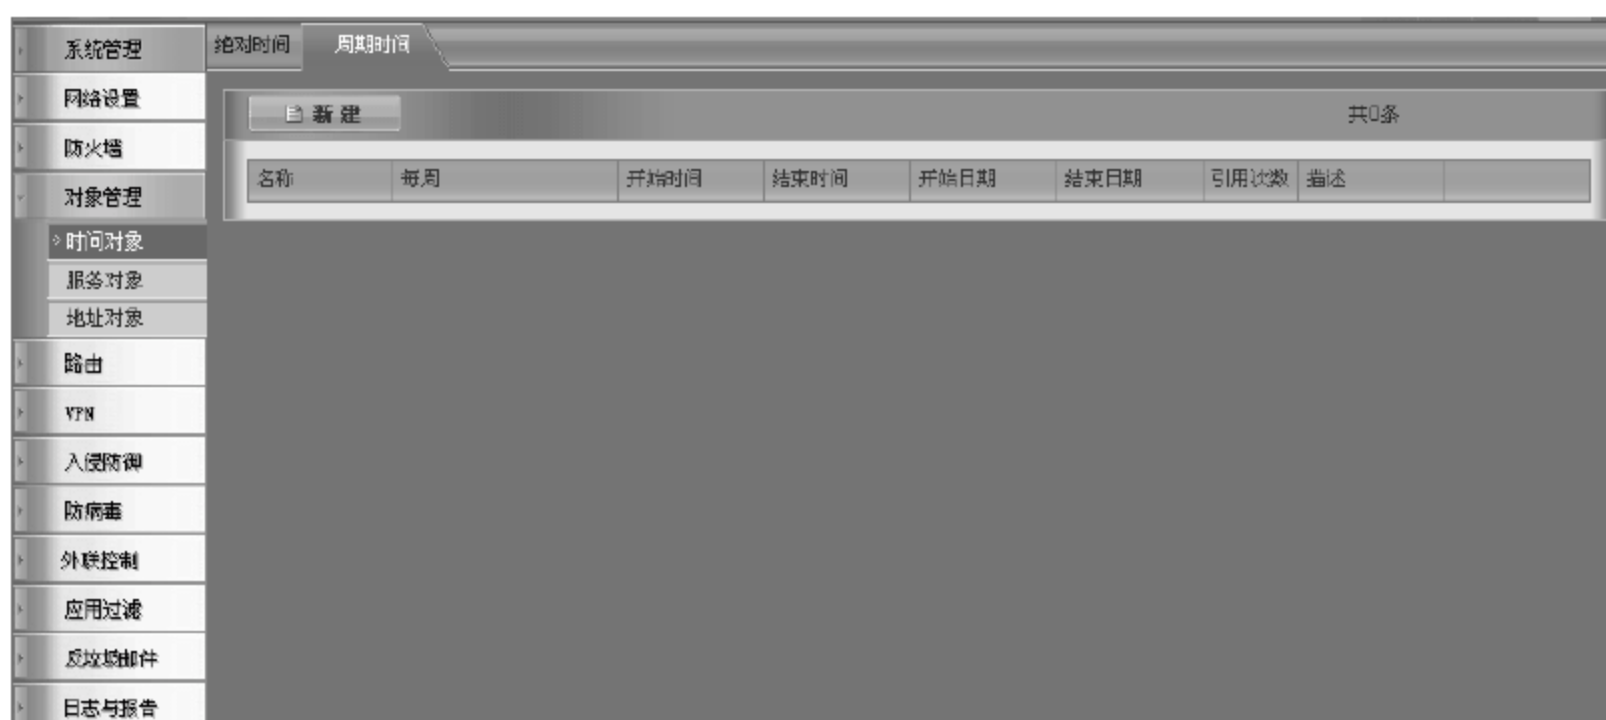 系统管理
网络设置
防火墙
对象管理
时间对象
服务对象
地址对象
路由
VPN
入侵防御
防病毒
外联控制
应用过滤
反垃圾邮件
日志与报告
绝对时间 周期时间
新建 共0条
名称 每周 开始时间 结束时间 开始日期 结束日期 引用次数 描述